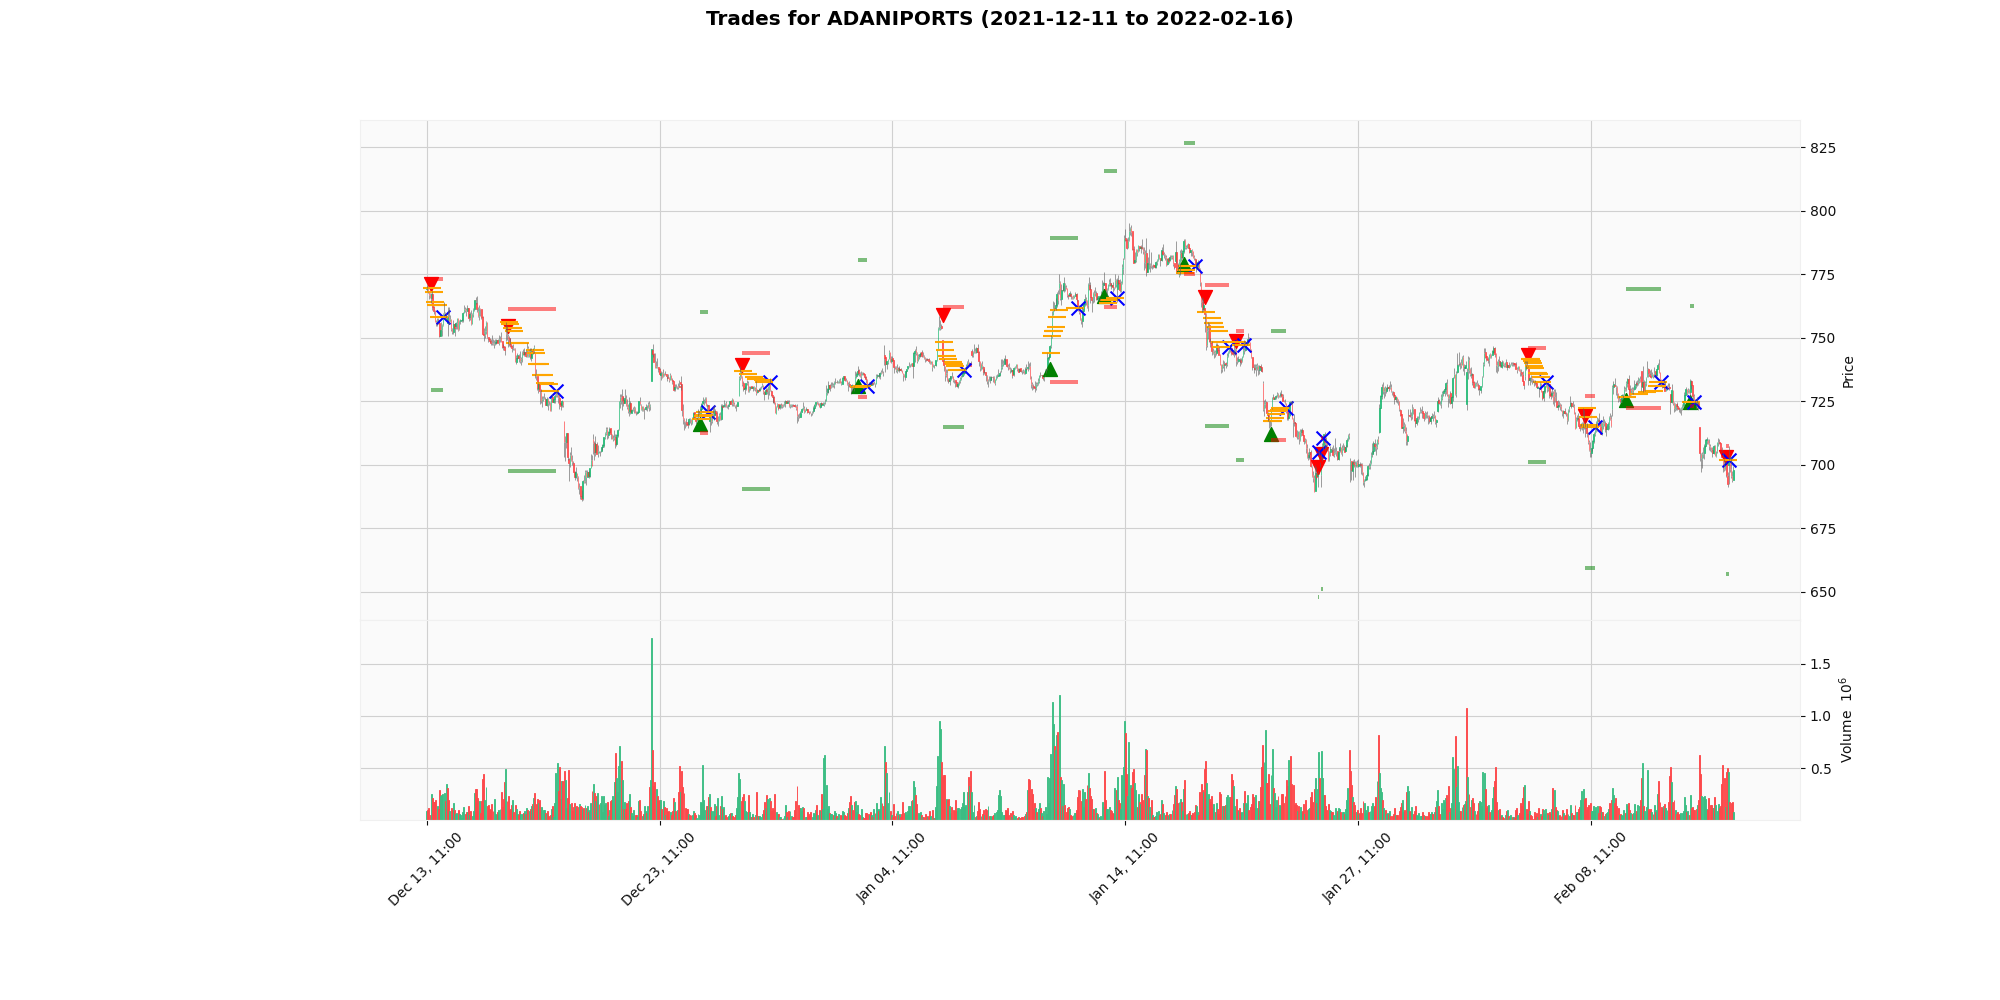 Trades for ADANIPORTS (2021-12-11 to 2022-02-16)
825
800
775
750
725
700
675
650
Price
1.5
1.0
0.5
Volume 10^6
Dec 13, 11:00
Dec 23, 11:00
Jan 04, 11:00
Jan 14, 11:00
Jan 27, 11:00
Feb 08, 11:00